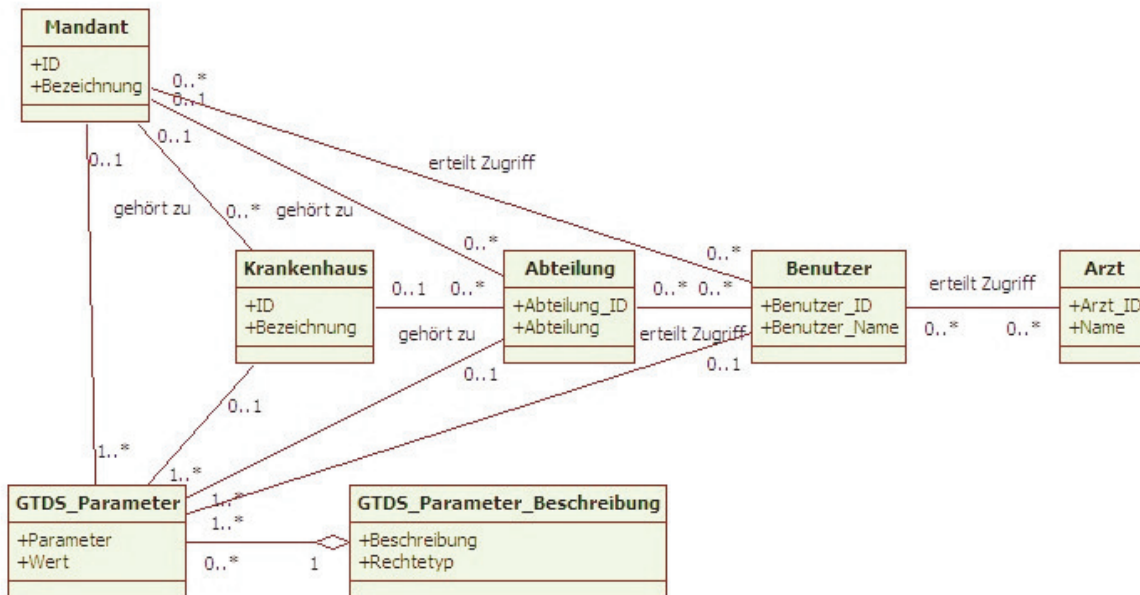 Mandant
+ID
+Bezeichnung
0..*
0..1
0..1
0..1
erteilt Zugriff
gehört zu
0..*
gehört zu
0..*
0..*
Krankenhaus
+ID
+Bezeichnung
0..1
0..*
gehört zu
Abteilung
+Abteilung_ID
+Abteilung
0..*
0..*
erteilt Zugriff
Benutzer
+Benutzer_ID
+Benutzer_Name
erteilt Zugriff
0..*
0..*
Arzt
+Arzt_ID
+Name
0..1
0..1
0..1
1..*
1..*
1..*
1..*
GTDS_Parameter
+Parameter
+Wert
0..*
1
GTDS_Parameter_Beschreibung
+Beschreibung
+Rechtetyp